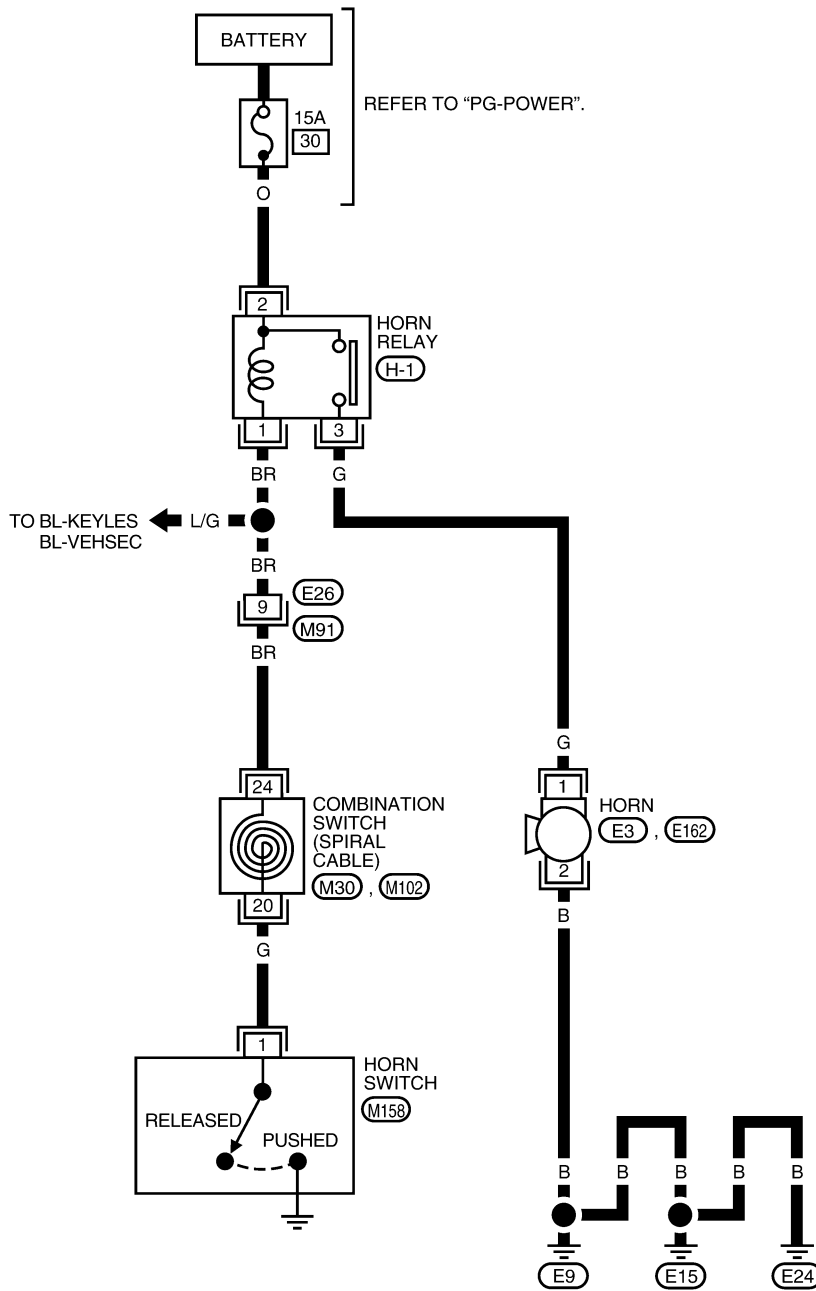 BATTERY
REFER TO “PG-POWER”.
15A
30
O
2
HORN
RELAY
H-1
1
3
BR
G
TO BL-KEYLES
BL-VEHSEC
L/G
BR
9
E26
M91
BR
G
24
1
COMBINATION
SWITCH
(SPIRAL
CABLE)
M30 , M102
HORN
E3 , E162
20
2
G
B
1
HORN
SWITCH
M158
RELEASED
PUSHED
B
B
B
B
B
E9
E15
E24